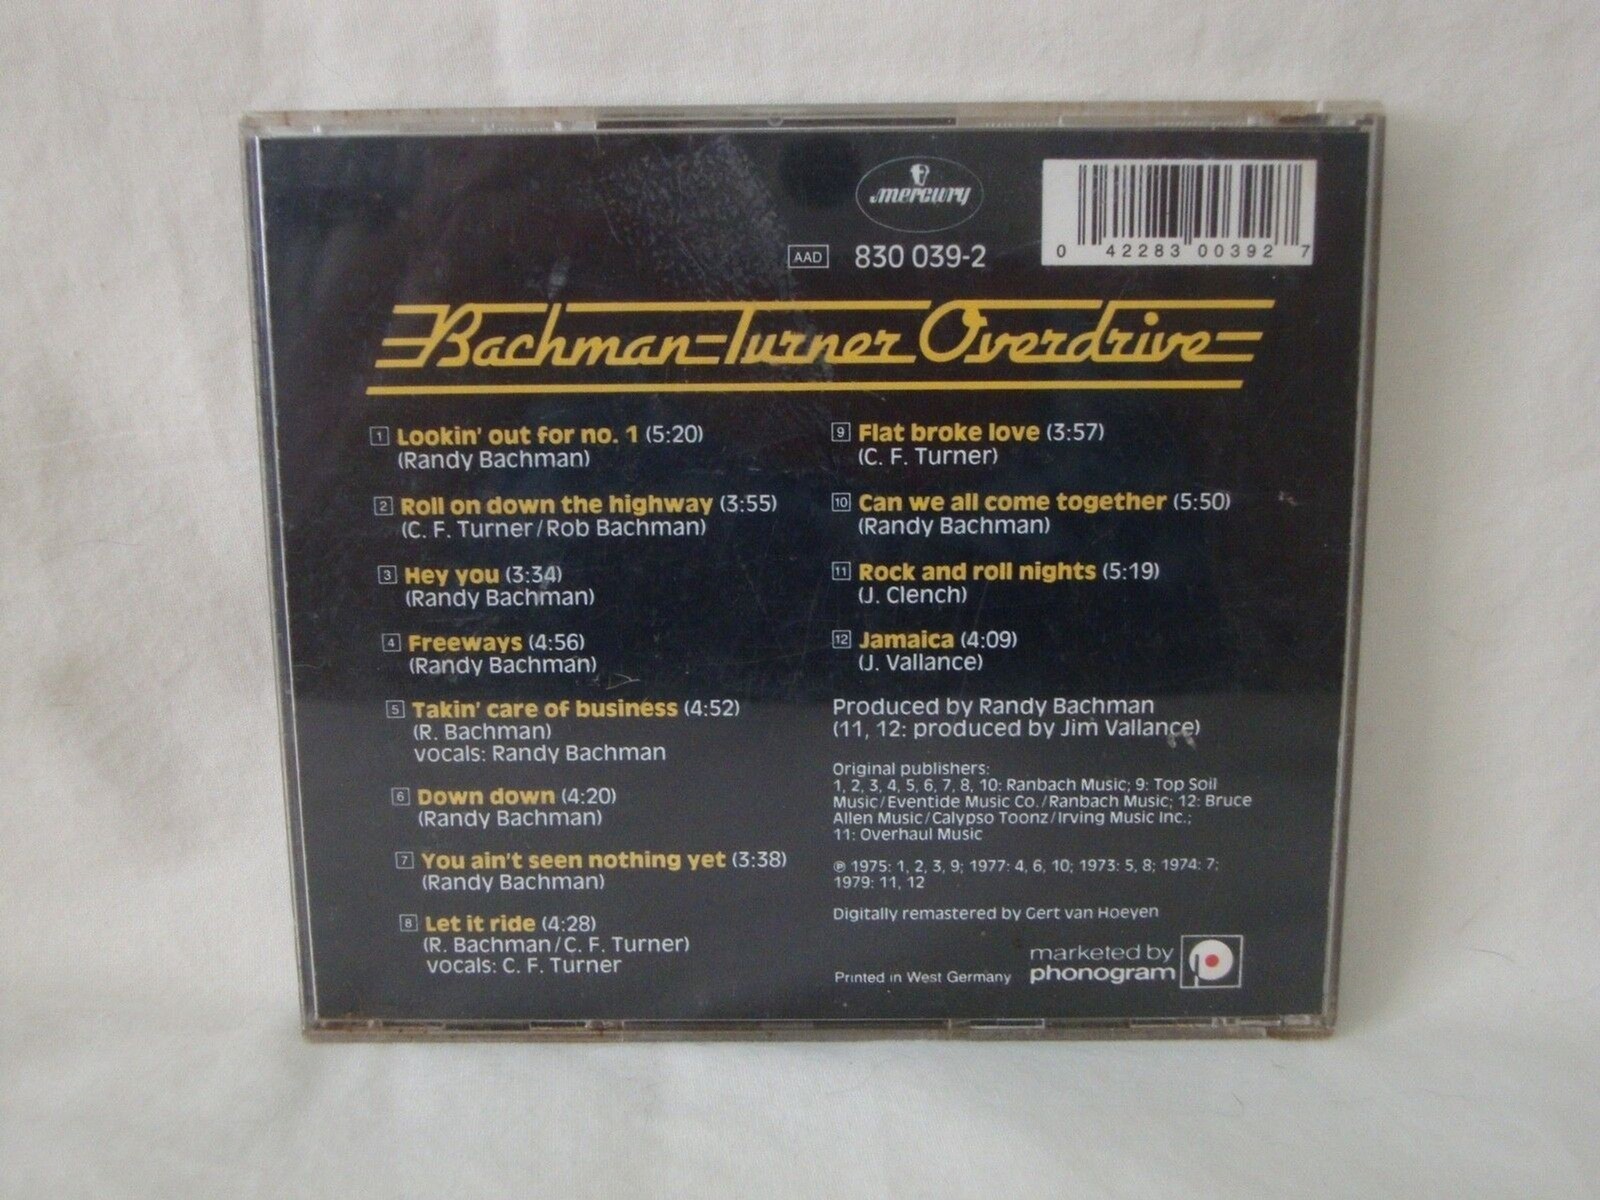 mercury
AAD 830 039-2
0 42283 00392 7
Bachman-Turner Overdrive
1 Lookin' out for no. 1 (5:20)
(Randy Bachman)
2 Roll on down the highway (3:55)
(C. F. Turner/Rob Bachman)
3 Hey you (3:34)
(Randy Bachman)
4 Freeways (4:56)
(Randy Bachman)
5 Takin' care of business (4:52)
(R. Bachman)
vocals: Randy Bachman
6 Down down (4:20)
(Randy Bachman)
7 You ain't seen nothing yet (3:38)
(Randy Bachman)
8 Let it ride (4:28)
(R. Bachman/C. F. Turner)
vocals: C. F. Turner
9 Flat broke love (3:57)
(C. F. Turner)
10 Can we all come together (5:50)
(Randy Bachman)
11 Rock and roll nights (5:19)
(J. Clench)
12 Jamaica (4:09)
(J. Vallance)
Produced by Randy Bachman
(11, 12: produced by Jim Vallance)
Original publishers:
1, 2, 3, 4, 5, 6, 7, 8, 10: Ranbach Music; 9: Top Soil
Music/Eventide Music Co./Ranbach Music; 12: Bruce
Allen Music/Calypso Toonz/Irving Music Inc.;
11: Overhaul Music
℗ 1975: 1, 2, 3, 9; 1977: 4, 6, 10; 1973: 5, 8; 1974: 7;
1979: 11, 12
Digitally remastered by Gert van Hoeyen
Printed in West Germany
marketed by
phonogram